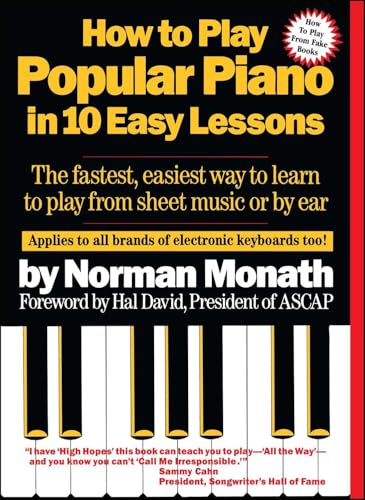 How to Play
Popular Piano
in 10 Easy Lessons
How
To Play
From Fake
Books
The fastest, easiest way to learn
to play from sheet music or by ear
Applies to all brands of electronic keyboards too!
by Norman Monath
Foreword by Hal David, President of ASCAP
“I have ‘High Hopes’ this book can teach you to play—‘All the Way’—
and you know you can’t ‘Call Me Irresponsible.’”
Sammy Cahn
President, Songwriter’s Hall of Fame